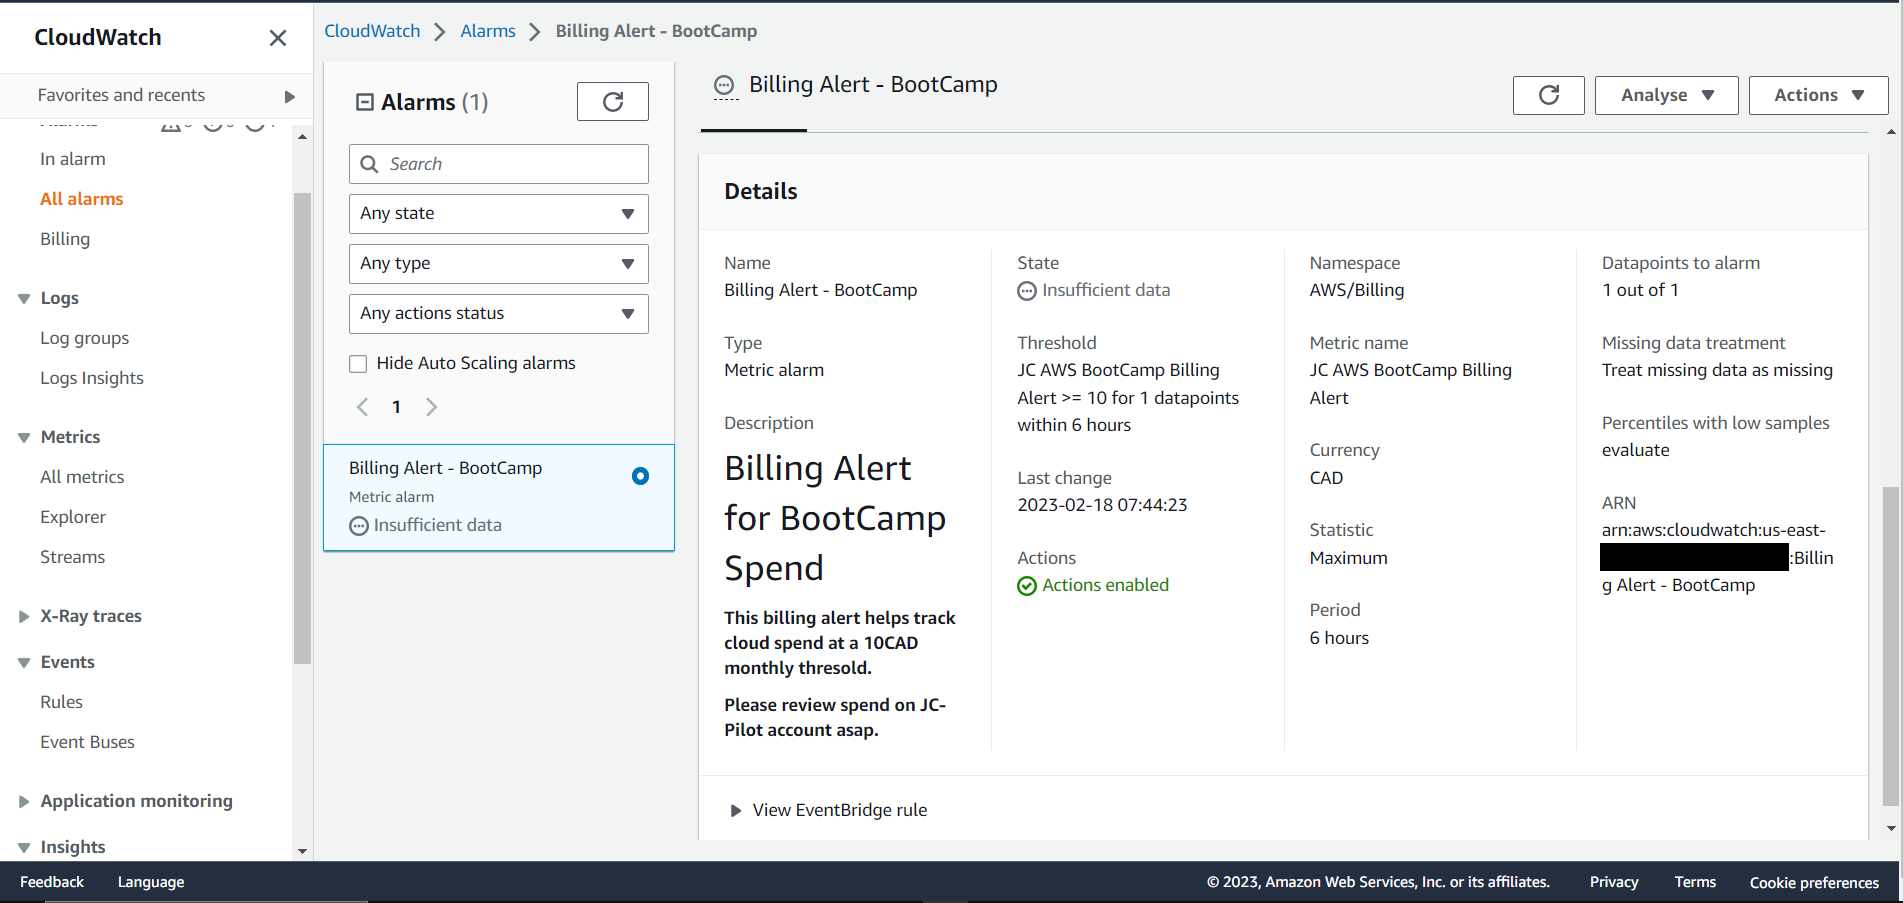 CloudWatch
Favorites and recents
In alarm
All alarms
Billing
Logs
Log groups
Logs Insights
Metrics
All metrics
Explorer
Streams
X-Ray traces
Events
Rules
Event Buses
Application monitoring
Insights
CloudWatch
Alarms
Billing Alert - BootCamp
Alarms (1)
Search
Any state
Any type
Any actions status
Hide Auto Scaling alarms
1
Billing Alert - BootCamp
Metric alarm
Insufficient data
Billing Alert - BootCamp
Analyse
Actions
Details
Name
Billing Alert - BootCamp
Type
Metric alarm
Description
Billing Alert
for BootCamp
Spend
This billing alert helps track
cloud spend at a 10CAD
monthly thresold.
Please review spend on JC-
Pilot account asap.
State
Insufficient data
Threshold
JC AWS BootCamp Billing
Alert >= 10 for 1 datapoints
within 6 hours
Last change
2023-02-18 07:44:23
Actions
Actions enabled
Namespace
AWS/Billing
Metric name
JC AWS BootCamp Billing
Alert
Currency
CAD
Statistic
Maximum
Period
6 hours
Datapoints to alarm
1 out of 1
Missing data treatment
Treat missing data as missing
Percentiles with low samples
evaluate
ARN
arn:aws:cloudwatch:us-east-
:Billin
g Alert - BootCamp
View EventBridge rule
Feedback
Language
© 2023, Amazon Web Services, Inc. or its affiliates.
Privacy
Terms
Cookie preferences